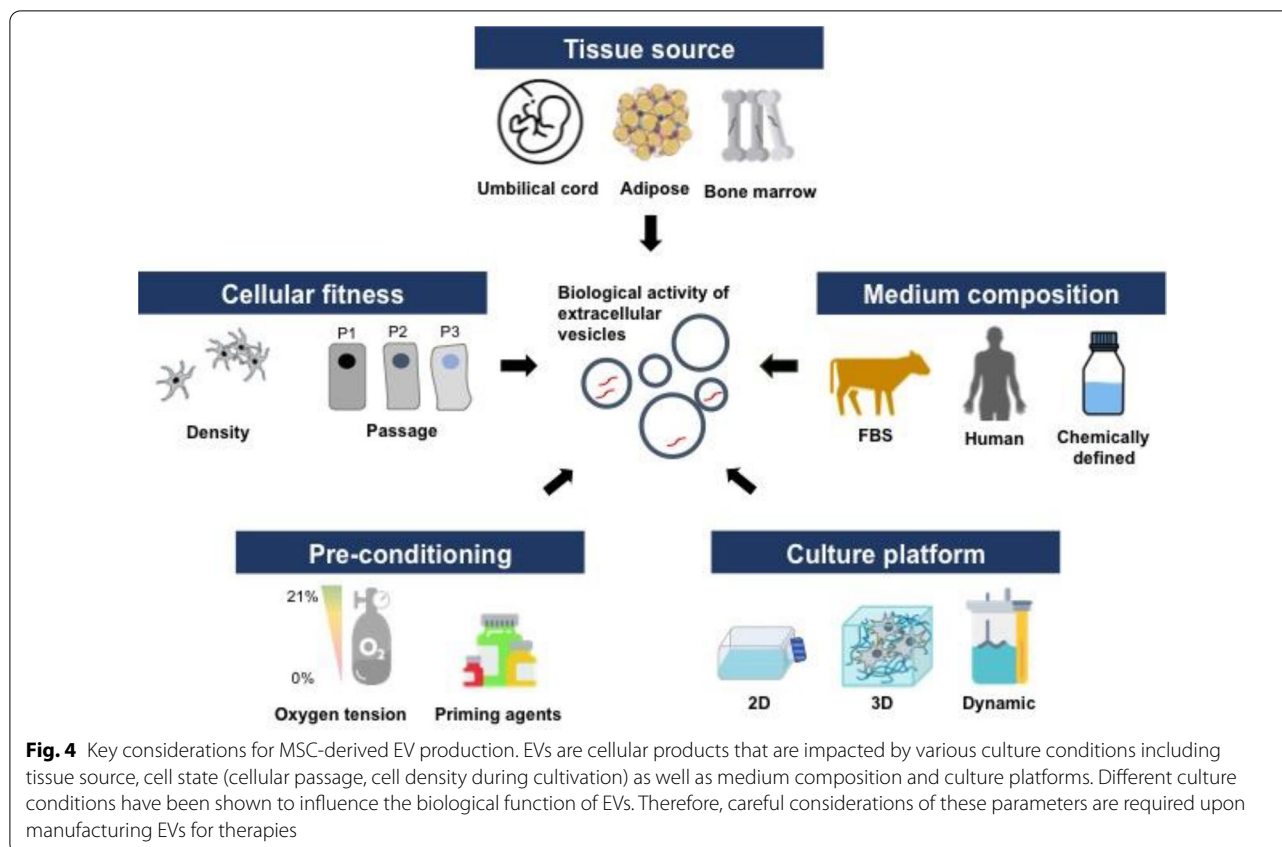 Tissue source
Umbilical cord
Adipose
Bone marrow
Cellular fitness
P1
P2
P3
Density
Passage
Biological activity of
extracellular
vesicles
Medium composition
FBS
Human
Chemically
defined
Pre-conditioning
21%
0%
O2
Oxygen tension
Priming agents
Culture platform
2D
3D
Dynamic
Fig. 4 Key considerations for MSC-derived EV production. EVs are cellular products that are impacted by various culture conditions including
tissue source, cell state (cellular passage, cell density during cultivation) as well as medium composition and culture platforms. Different culture
conditions have been shown to influence the biological function of EVs. Therefore, careful considerations of these parameters are required upon
manufacturing EVs for therapies